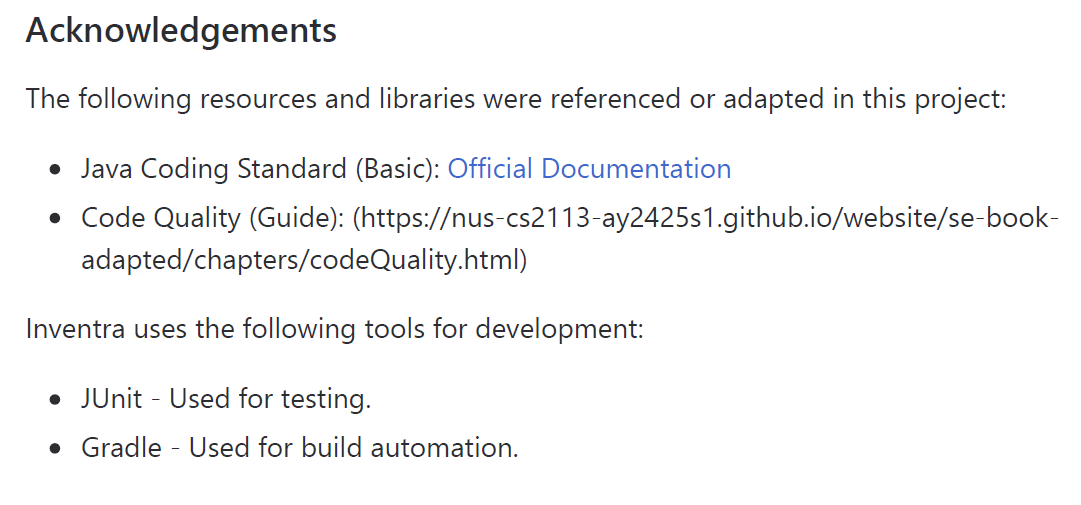 Acknowledgements
The following resources and libraries were referenced or adapted in this project:
• Java Coding Standard (Basic): Official Documentation
• Code Quality (Guide): (https://nus-cs2113-ay2425s1.github.io/website/se-book-
adapted/chapters/codeQuality.html)
Inventra uses the following tools for development:
• JUnit - Used for testing.
• Gradle - Used for build automation.